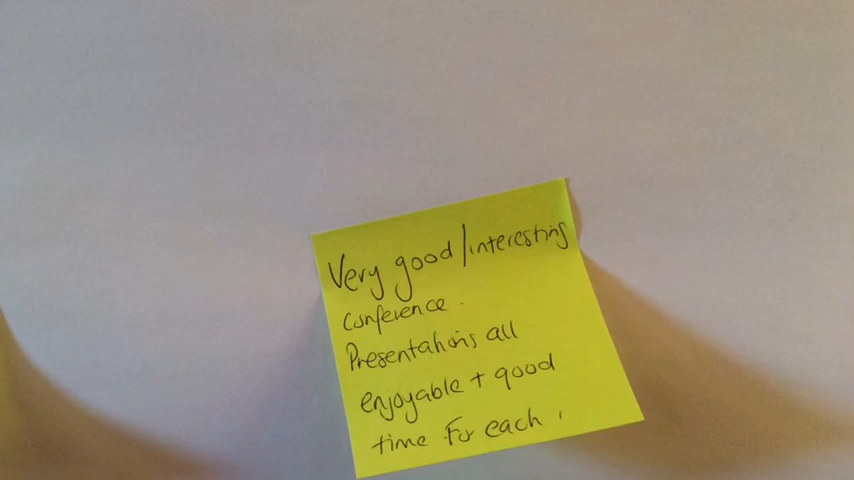 Very good/interesting
conference.
Presentations all
enjoyable + good
time for each.